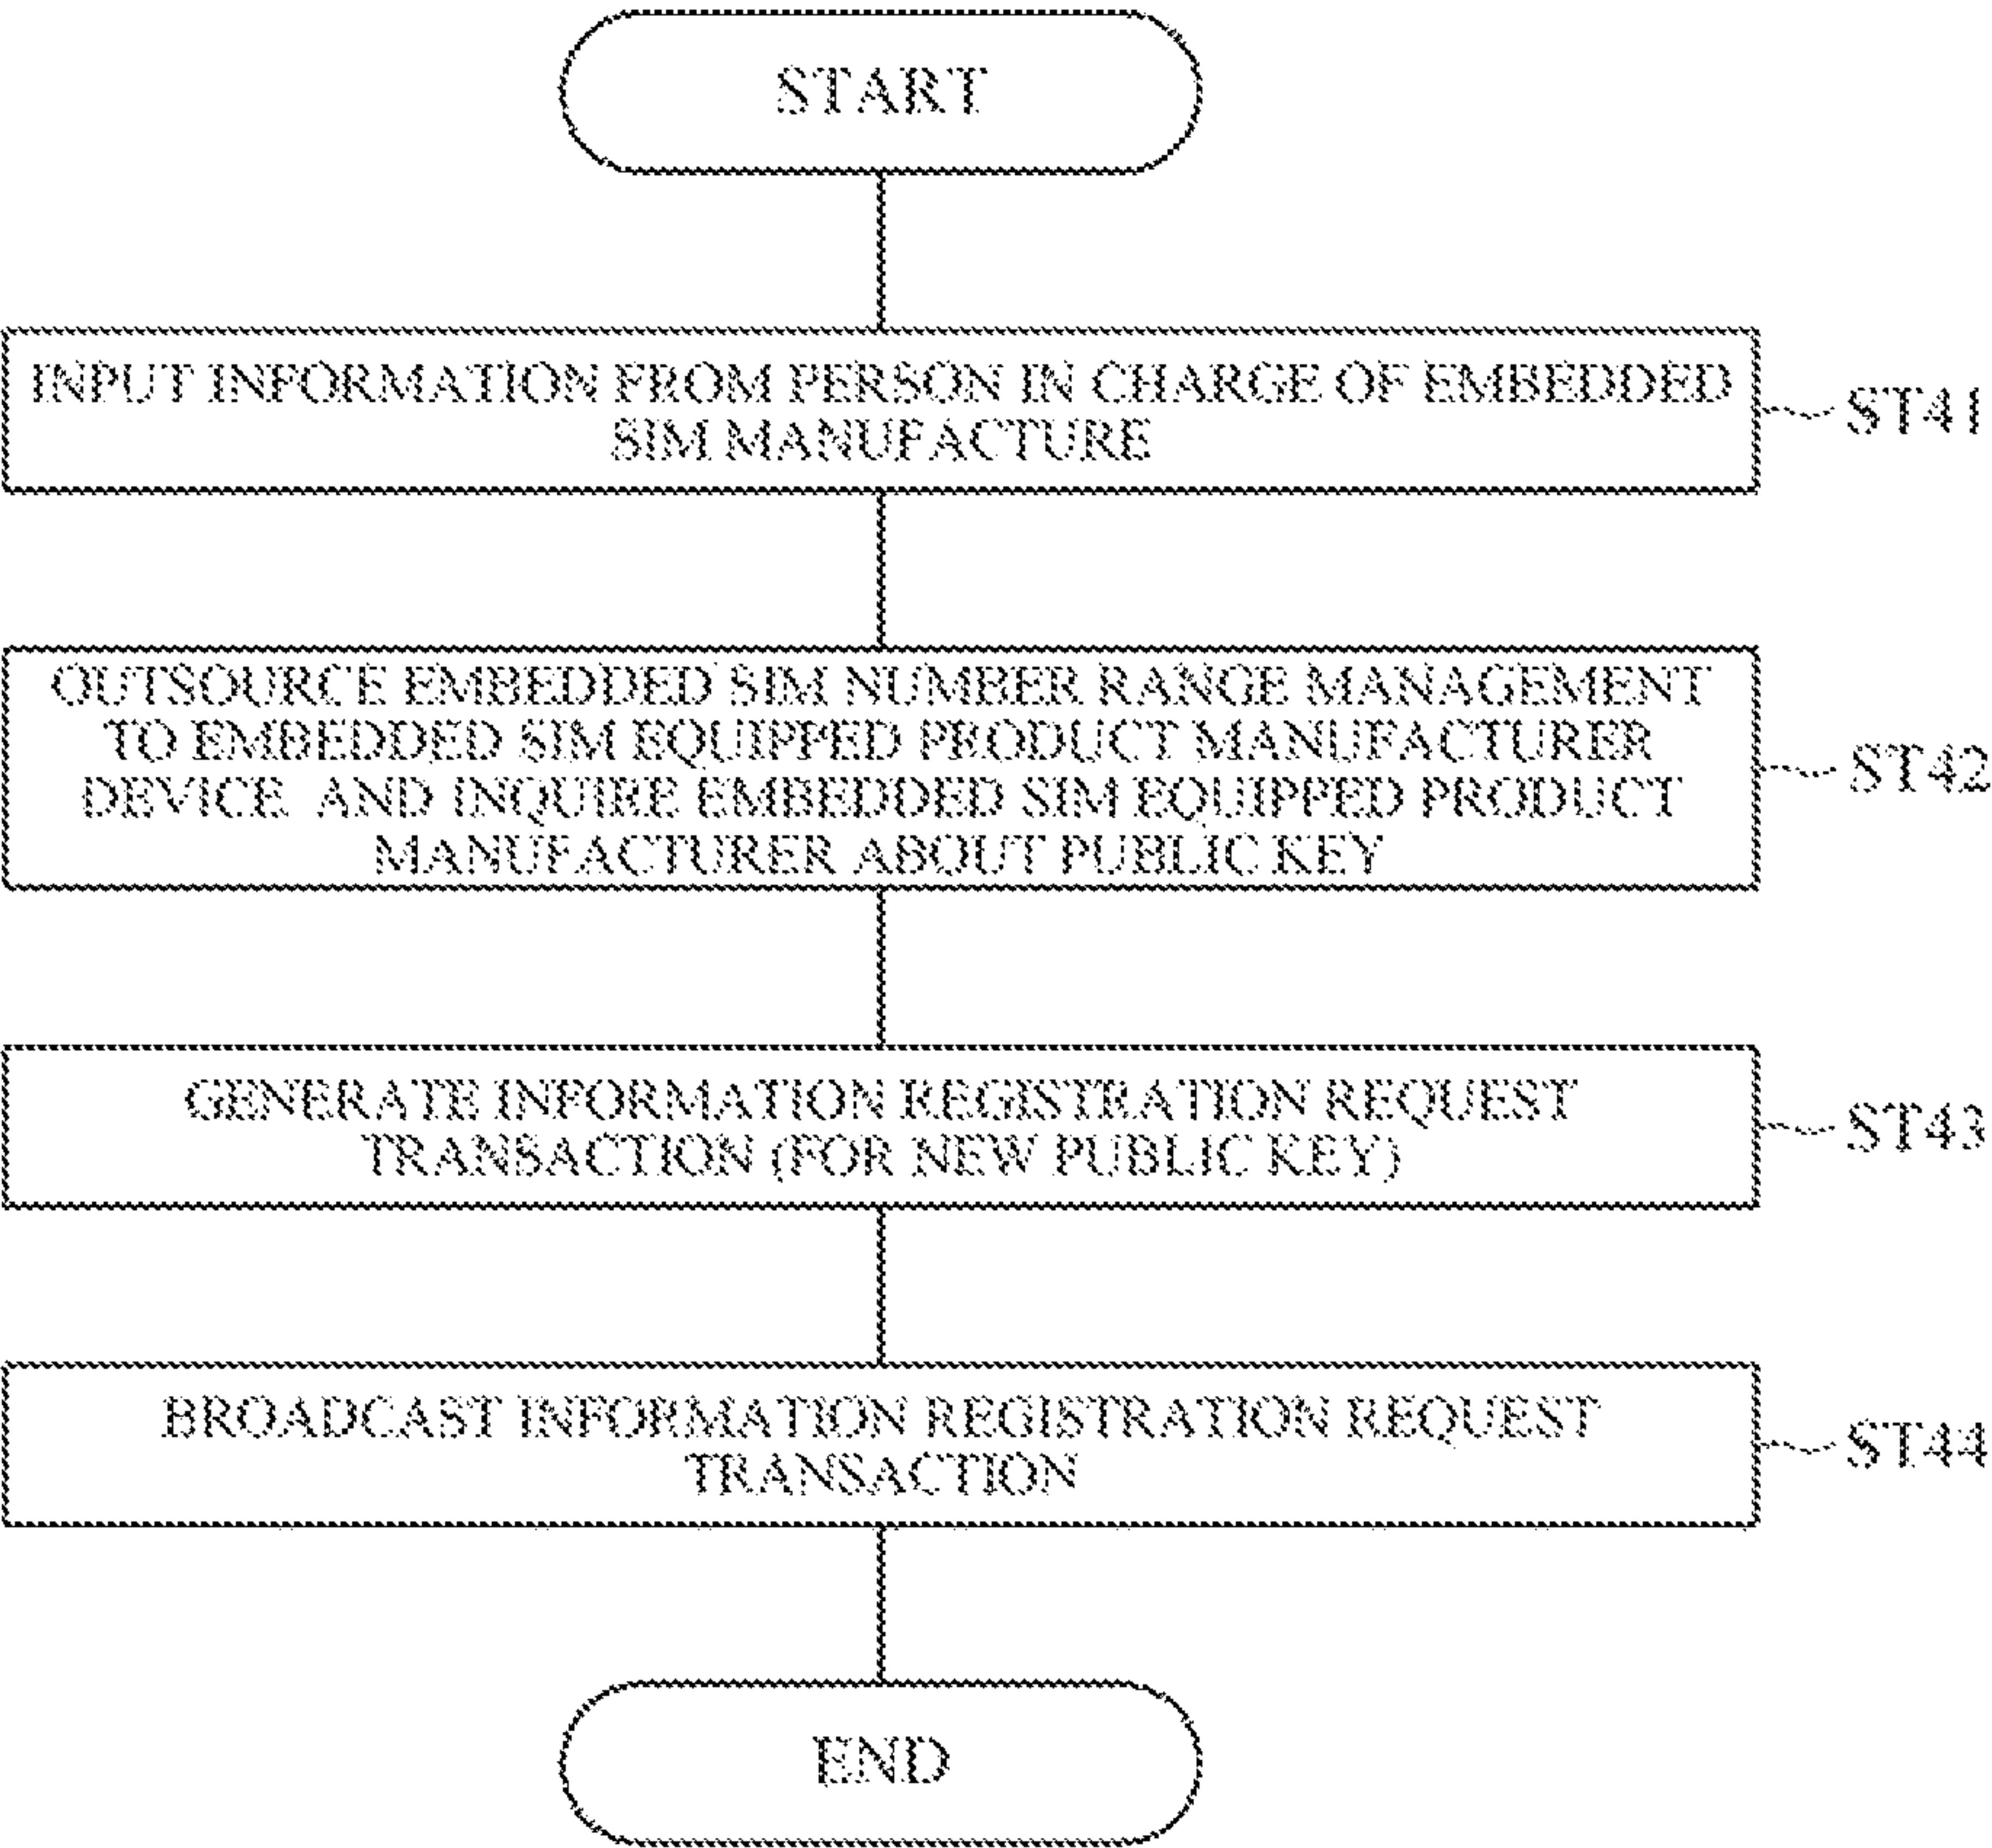 START
INPUT INFORMATION FROM PERSON IN CHARGE OF EMBEDDED
SIM MANUFACTURE
ST41
OUTSOURCE EMBEDDED SIM NUMBER RANGE MANAGEMENT
TO EMBEDDED SIM EQUIPPED PRODUCT MANUFACTURER
DEVICE AND INQUIRE EMBEDDED SIM EQUIPPED PRODUCT
MANUFACTURER ABOUT PUBLIC KEY
ST42
GENERATE INFORMATION REGISTRATION REQUEST
TRANSACTION (FOR NEW PUBLIC KEY)
ST43
BROADCAST INFORMATION REGISTRATION REQUEST
TRANSACTION
ST44
END